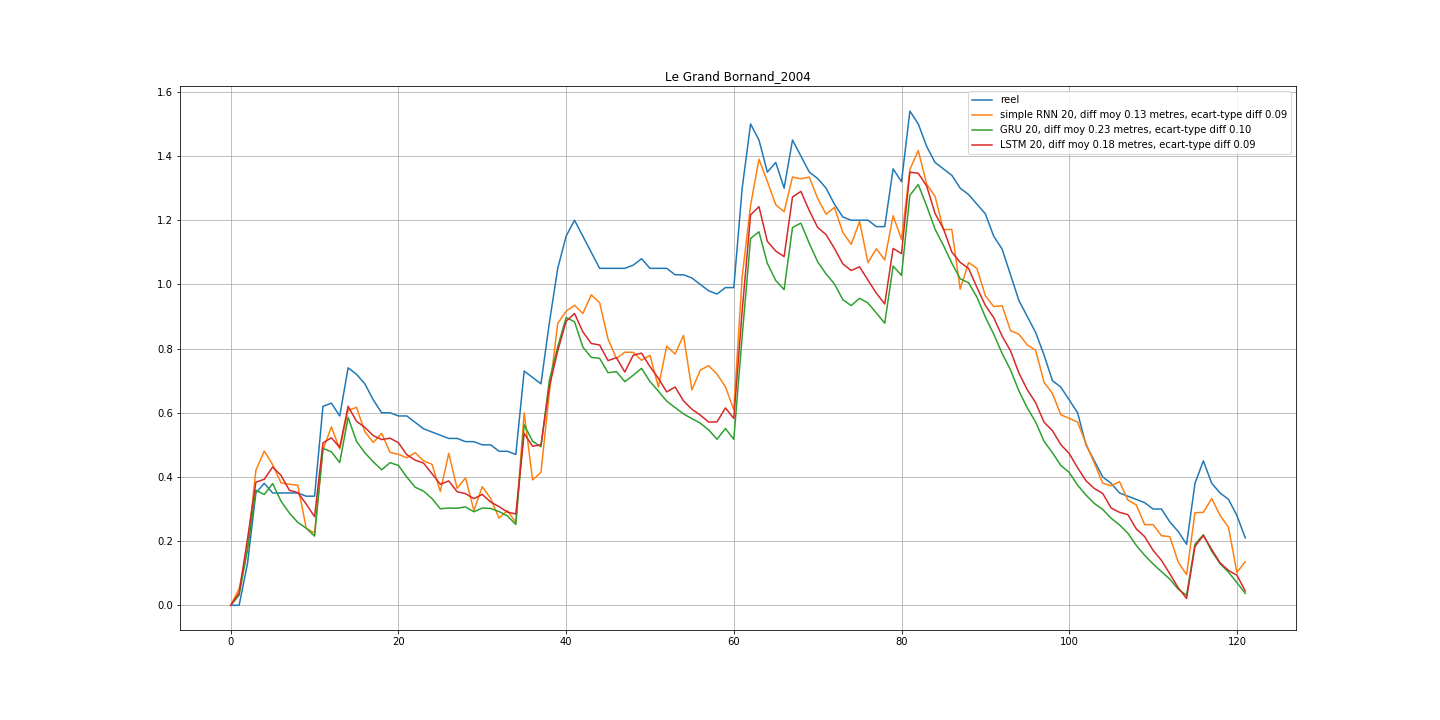 Le Grand Bornand_2004
reel
simple RNN 20, diff moy 0.13 metres, ecart-type diff 0.09
GRU 20, diff moy 0.23 metres, ecart-type diff 0.10
LSTM 20, diff moy 0.18 metres, ecart-type diff 0.09
1.6
1.4
1.2
1.0
0.8
0.6
0.4
0.2
0.0
0 20 40 60 80 100 120